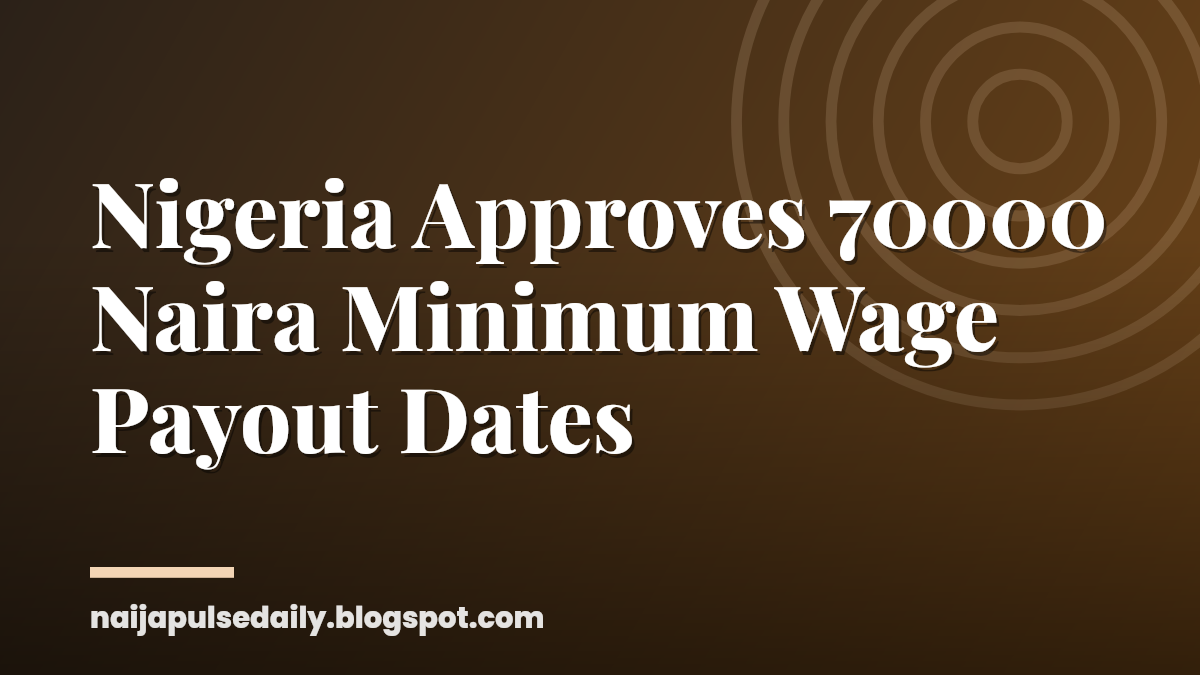 Nigeria Approves 70000
Naira Minimum Wage
Payout Dates
naijapulsedaily.blogspot.com